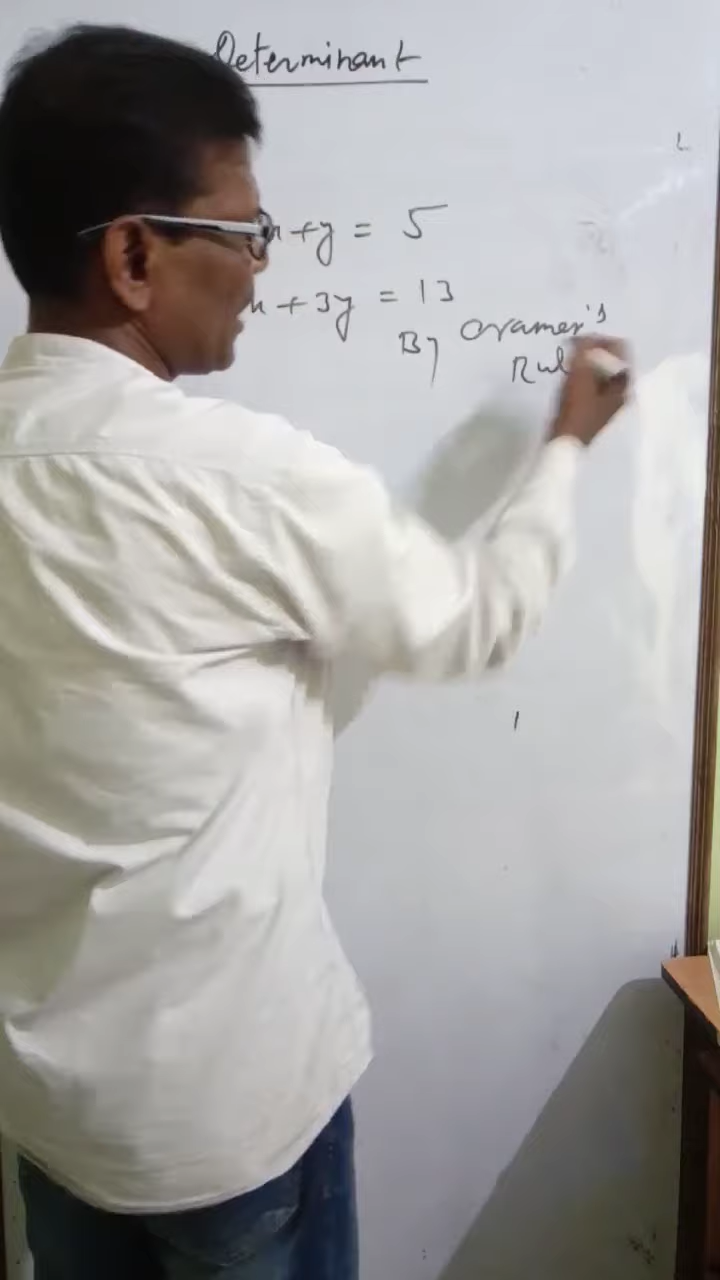 Determinant
x+y = 5
x + 3y = 13
By Cramer's
Rul